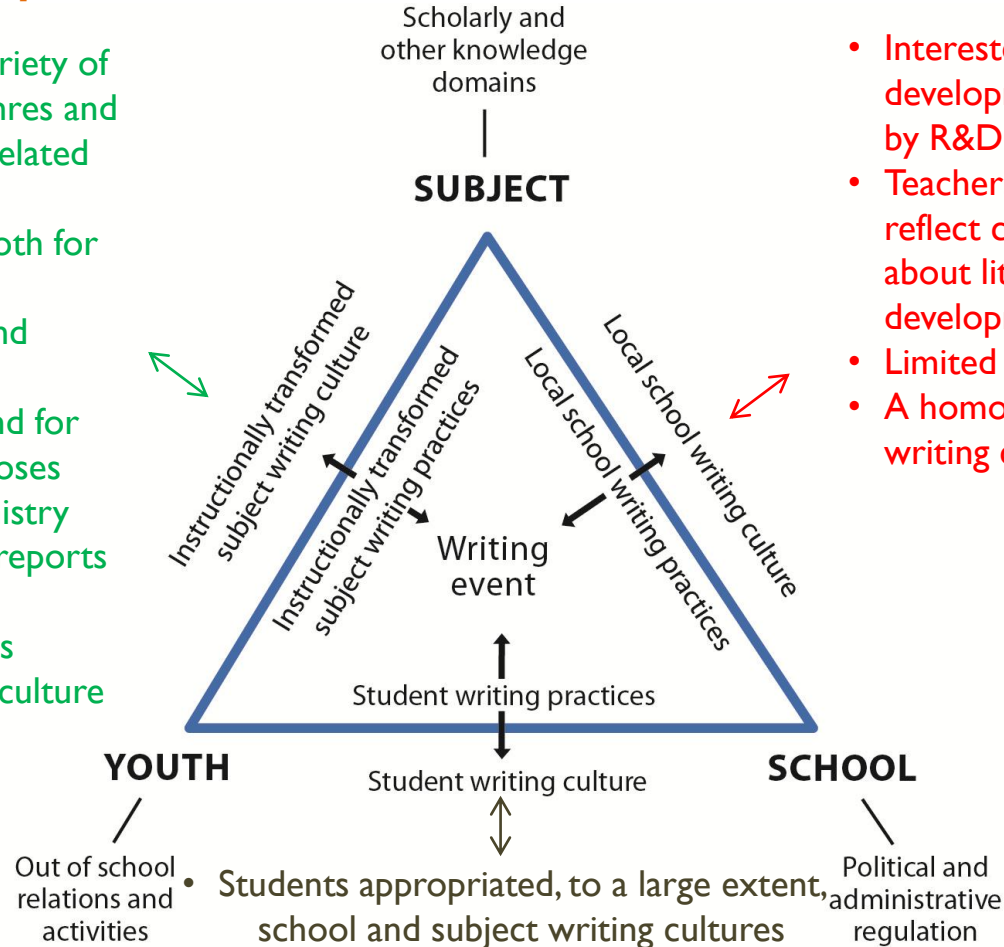 Scholarly and
other knowledge
domains
SUBJECT
riety of
nres and
elated
oth for
nd
nd for
oses
istry
reports
s
culture
• Interest
develop
by R&D
• Teacher
reflect
about lit
develop
• Limited
• A homo
writing
Instructionally transformed
subject writing culture
Instructionally transformed
subject writing practices
Local school writing practices
Local school writing culture
Writing
event
Student writing practices
YOUTH
Student writing culture
SCHOOL
Out of school
relations and
activities
• Students appropriated, to a large extent,
school and subject writing cultures
Political and
administrative
regulation